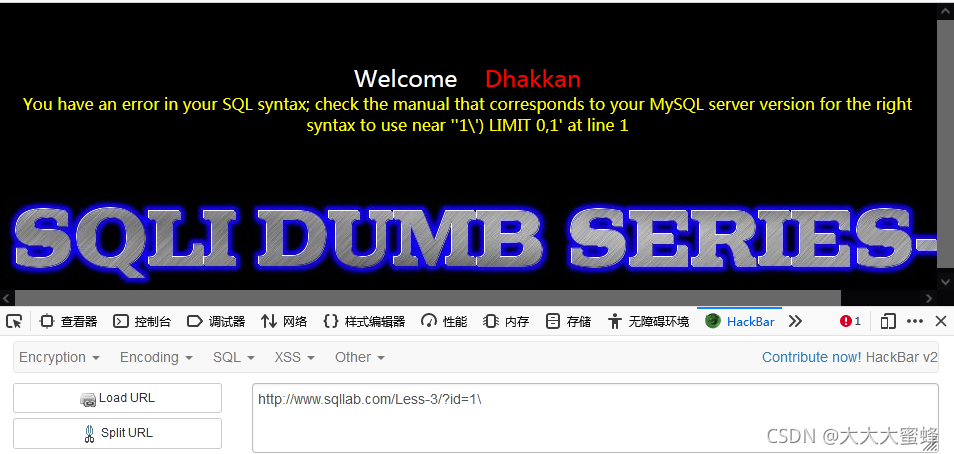 Welcome Dhakkan
You have an error in your SQL syntax; check the manual that corresponds to your MySQL server version for the right
syntax to use near ''1\') LIMIT 0,1' at line 1
SQLI DUMB SERIES-
查看器 控制台 调试器 网络 样式编辑器 性能 内存 存储 无障碍环境 HackBar 1
Encryption Encoding SQL XSS Other Contribute now! HackBar v2
Load URL http://www.sqllab.com/Less-3/?id=1\
Split URL
CSDN @大大大蜜蜂